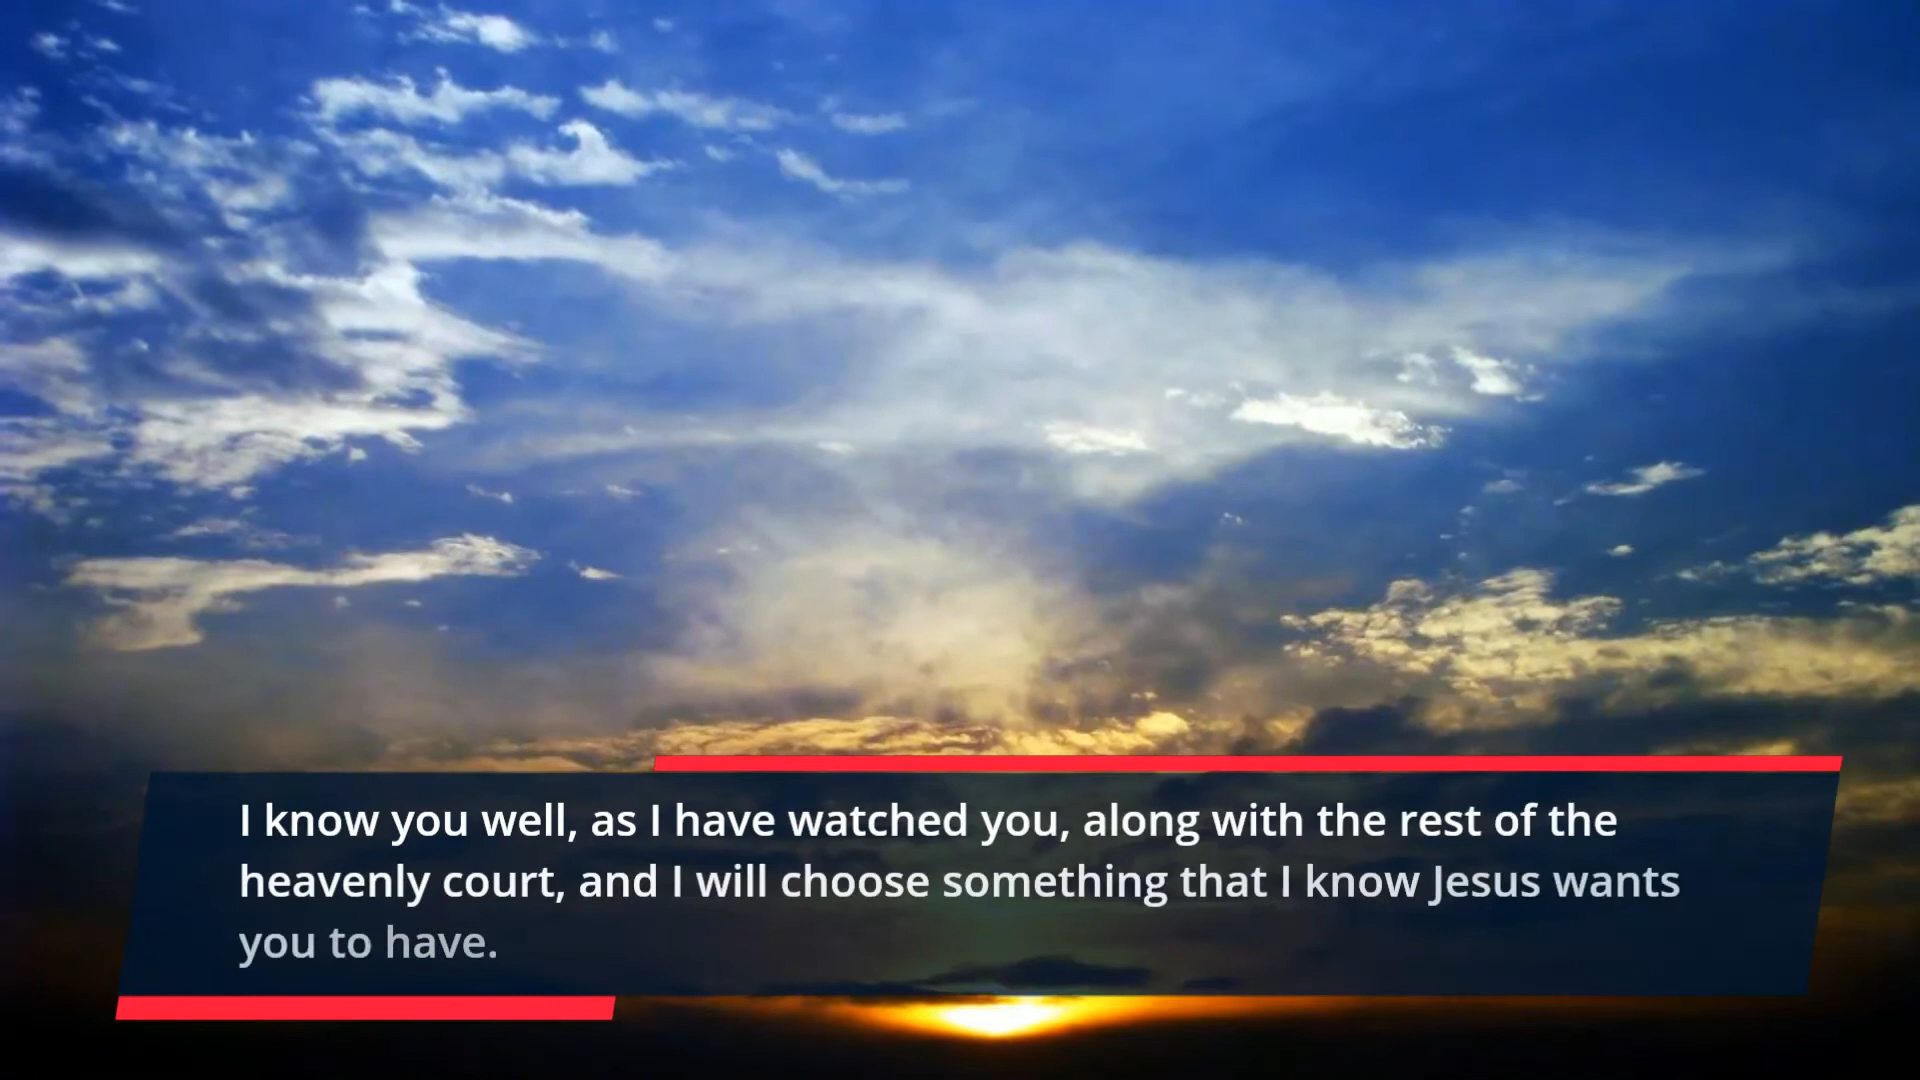 I know you well, as I have watched you, along with the rest of the
heavenly court, and I will choose something that I know Jesus wants
you to have.